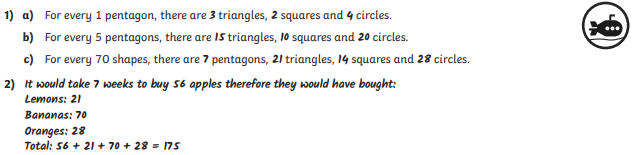 1) a) For every 1 pentagon, there are 3 triangles, 2 squares and 4 circles.
b) For every 5 pentagons, there are 15 triangles, 10 squares and 20 circles.
c) For every 70 shapes, there are 7 pentagons, 21 triangles, 14 squares and 28 circles.
2) It would take 7 weeks to buy 56 apples therefore they would have bought:
Lemons: 21
Bananas: 70
Oranges: 28
Total: 56 + 21 + 70 + 28 = 175